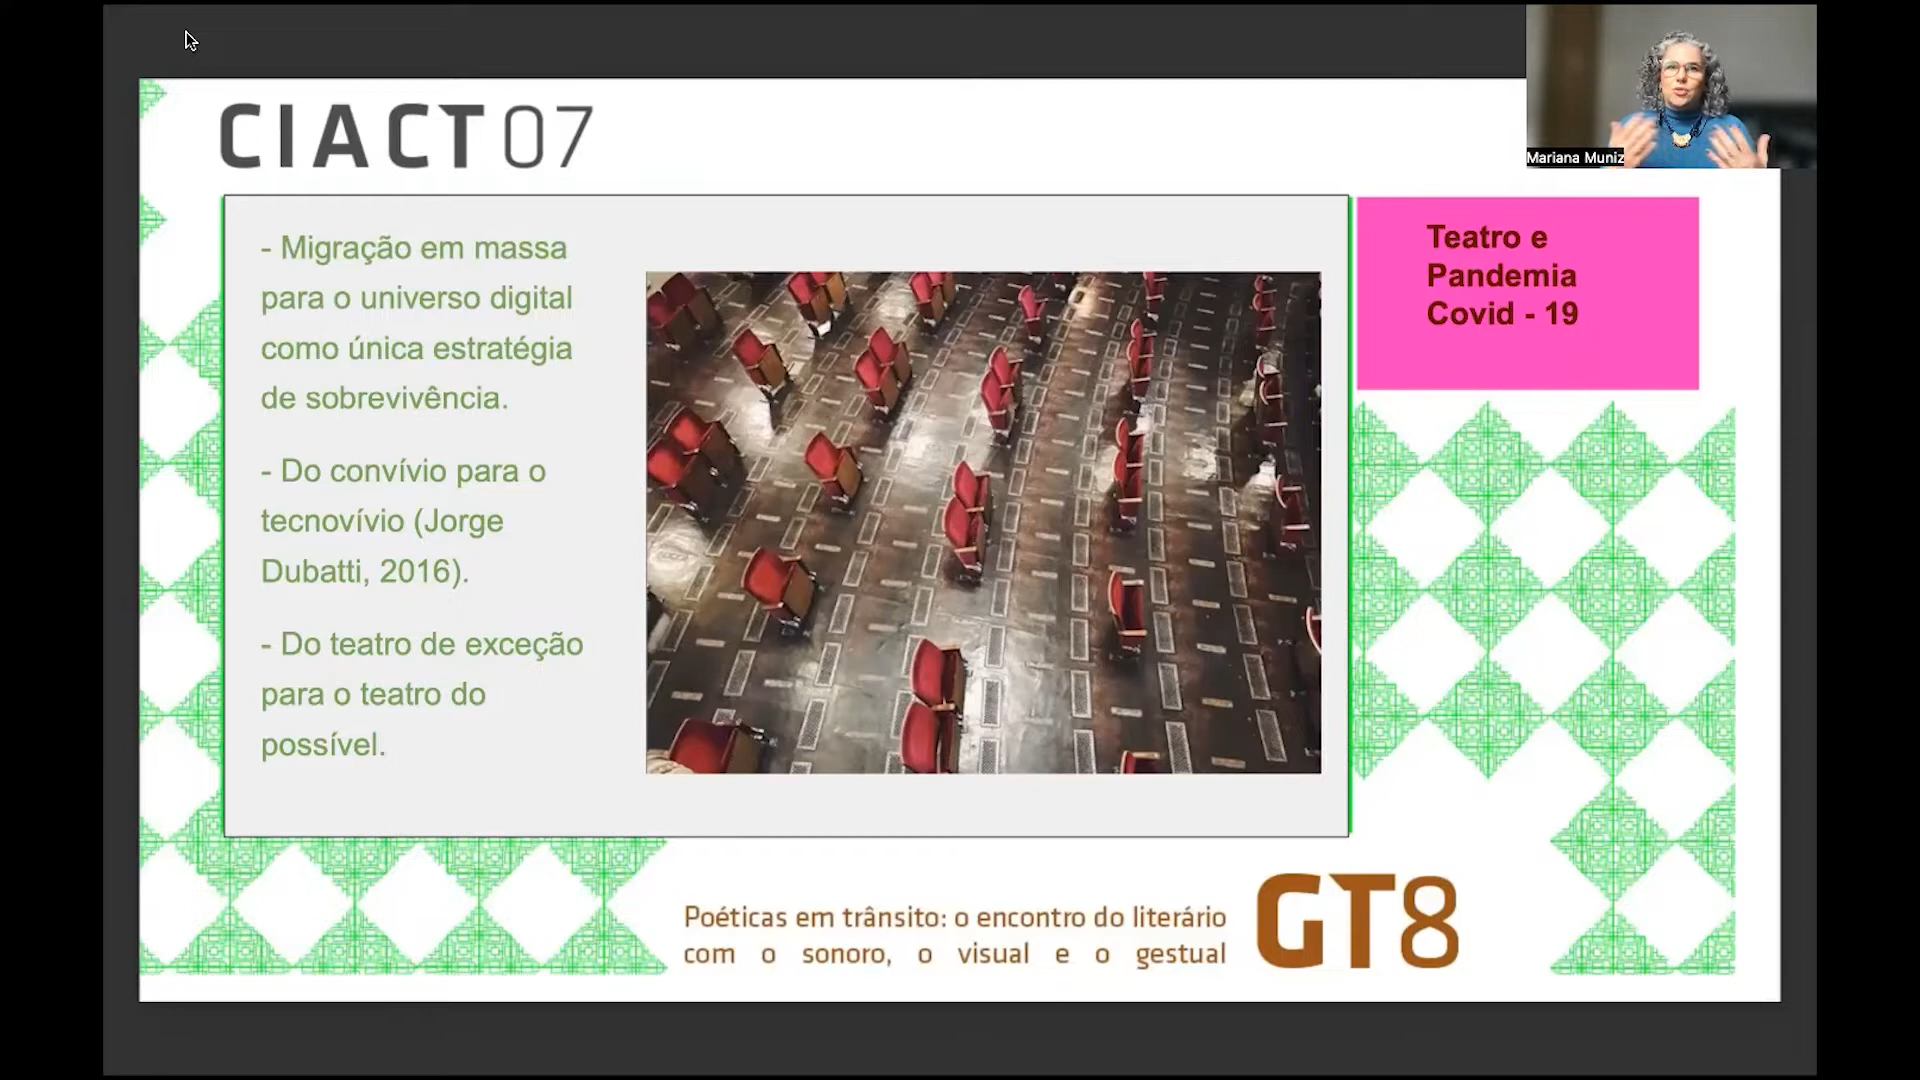 CIACT07
Mariana Muniz
- Migração em massa
para o universo digital
como única estratégia
de sobrevivência.
- Do convívio para o
tecnovívio (Jorge
Dubatti, 2016).
- Do teatro de exceção
para o teatro do
possível.
Teatro e
Pandemia
Covid - 19
Poéticas em trânsito: o encontro do literário
com o sonoro, o visual e o gestual
GT8